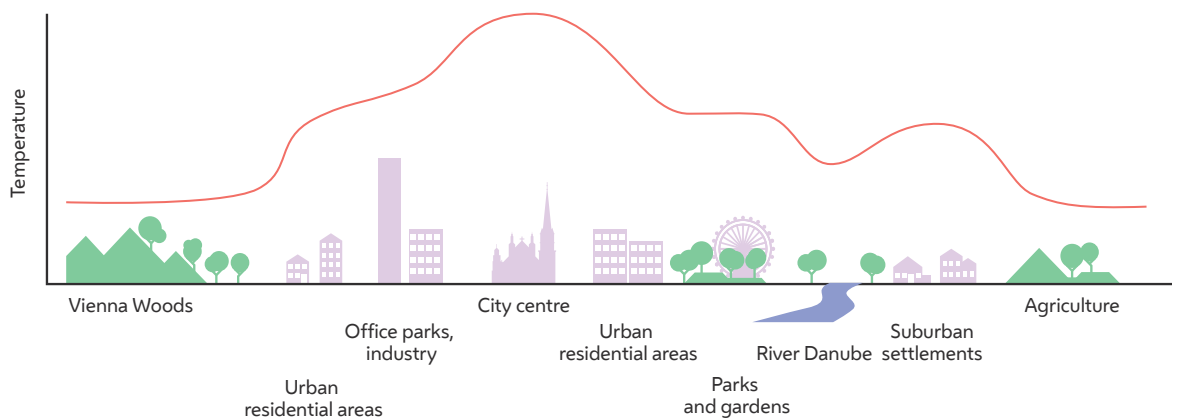 Temperature
Vienna Woods
City centre
Agriculture
Office parks,
industry
Urban
residential areas
River Danube
Suburban
settlements
Urban
residential areas
Parks
and gardens